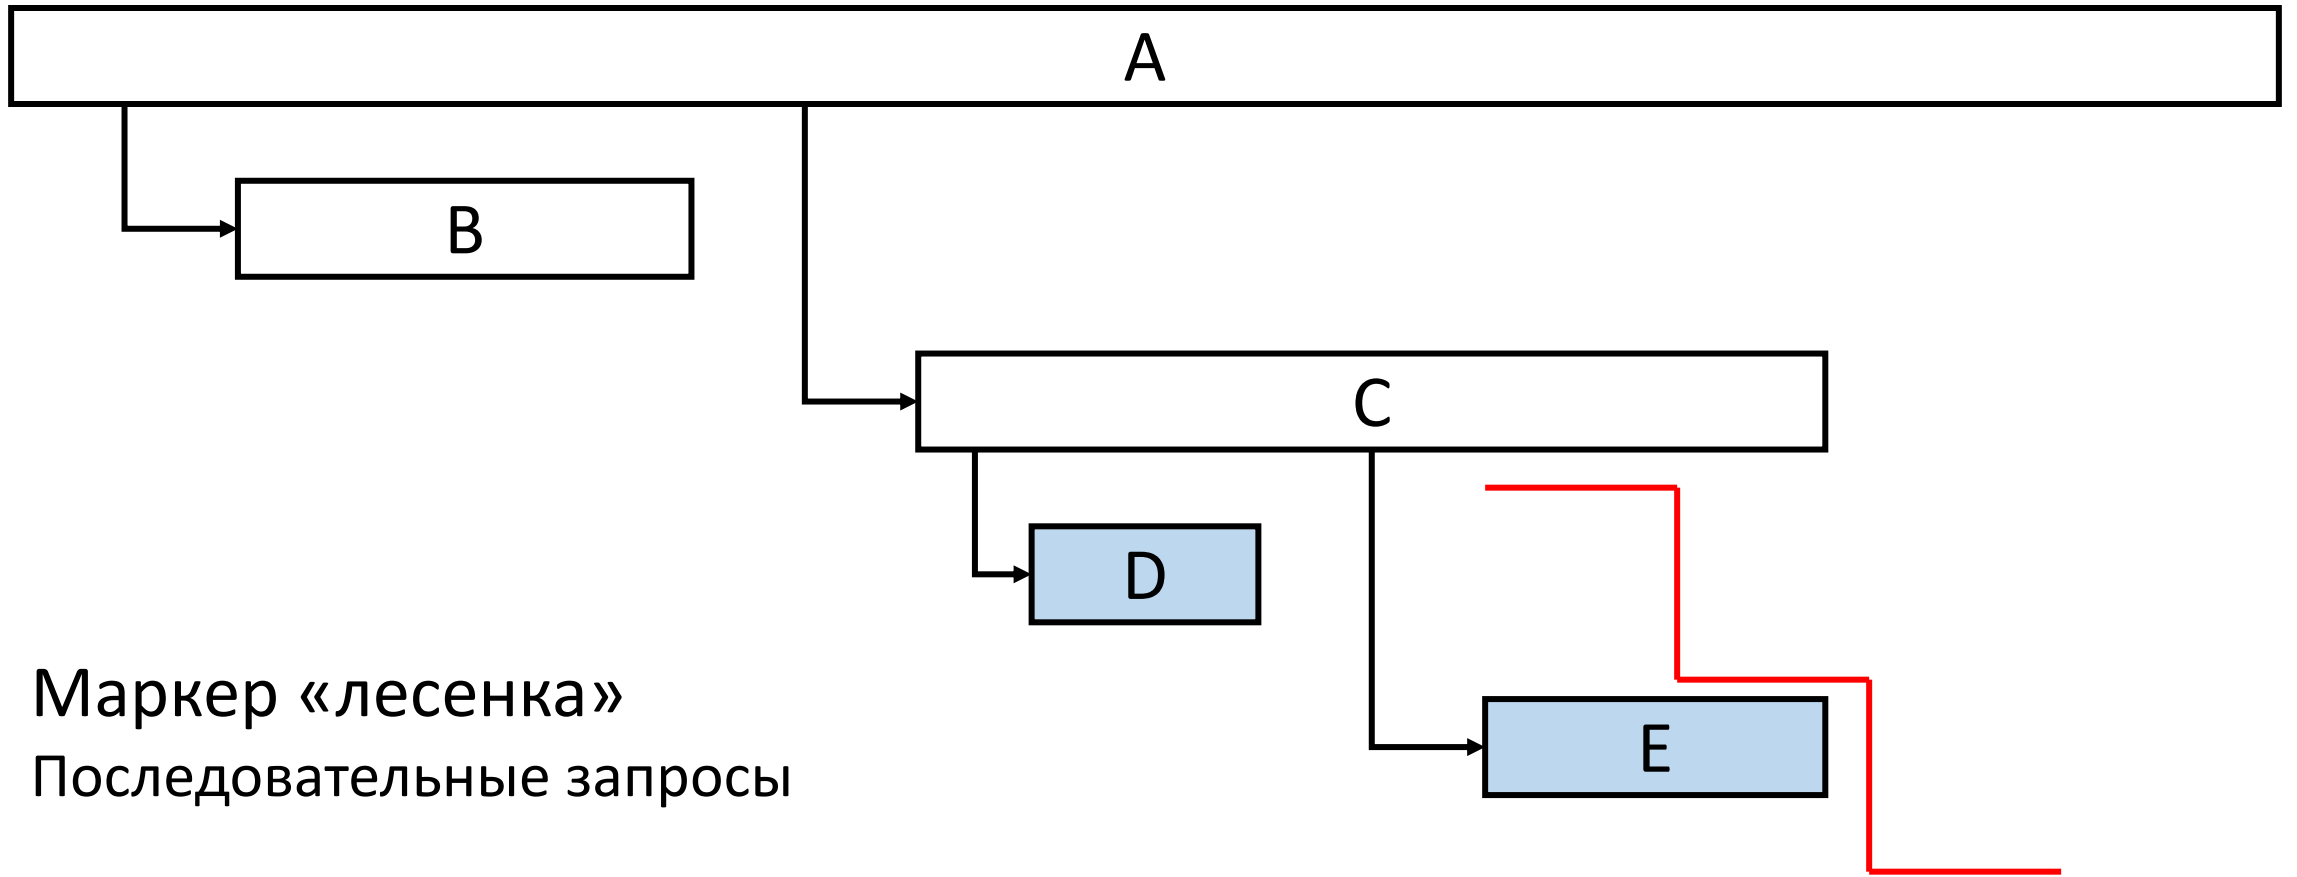 A
B
C
D
E
Маркер «лесенка»
Последовательные запросы